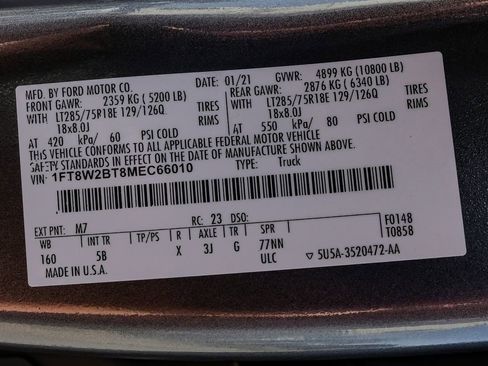 MFD. BY FORD MOTOR CO.
DATE: 01/21 GVWR: 4899 KG (10800 LB)
FRONT GAWR: 2359 KG (5200 LB) REAR GAWR: 2876 KG (6340 LB)
WITH TIRES WITH TIRES
LT285/75R18E 129/126Q LT285/75R18E 129/126Q
18x8.0J RIMS 18x8.0J RIMS
AT 420 kPa/ 60 PSI COLD AT 550 kPa/ 80 PSI COLD
THIS VEHICLE CONFORMS TO ALL APPLICABLE FEDERAL MOTOR VEHICLE
SAFETY STANDARDS IN EFFECT ON THE DATE OF MANUFACTURE SHOWN ABOVE.
VIN: 1FT8W2BT8MEC66010 TYPE: Truck
EXT PNT: M7 RC: 23 DSO: F0148
WB INT TR TP/PS R AXLE TR SPR T0858
160 5B X 3J G 77NN
ULC 5U5A-3520472-AA
MADE IN U.S.A.